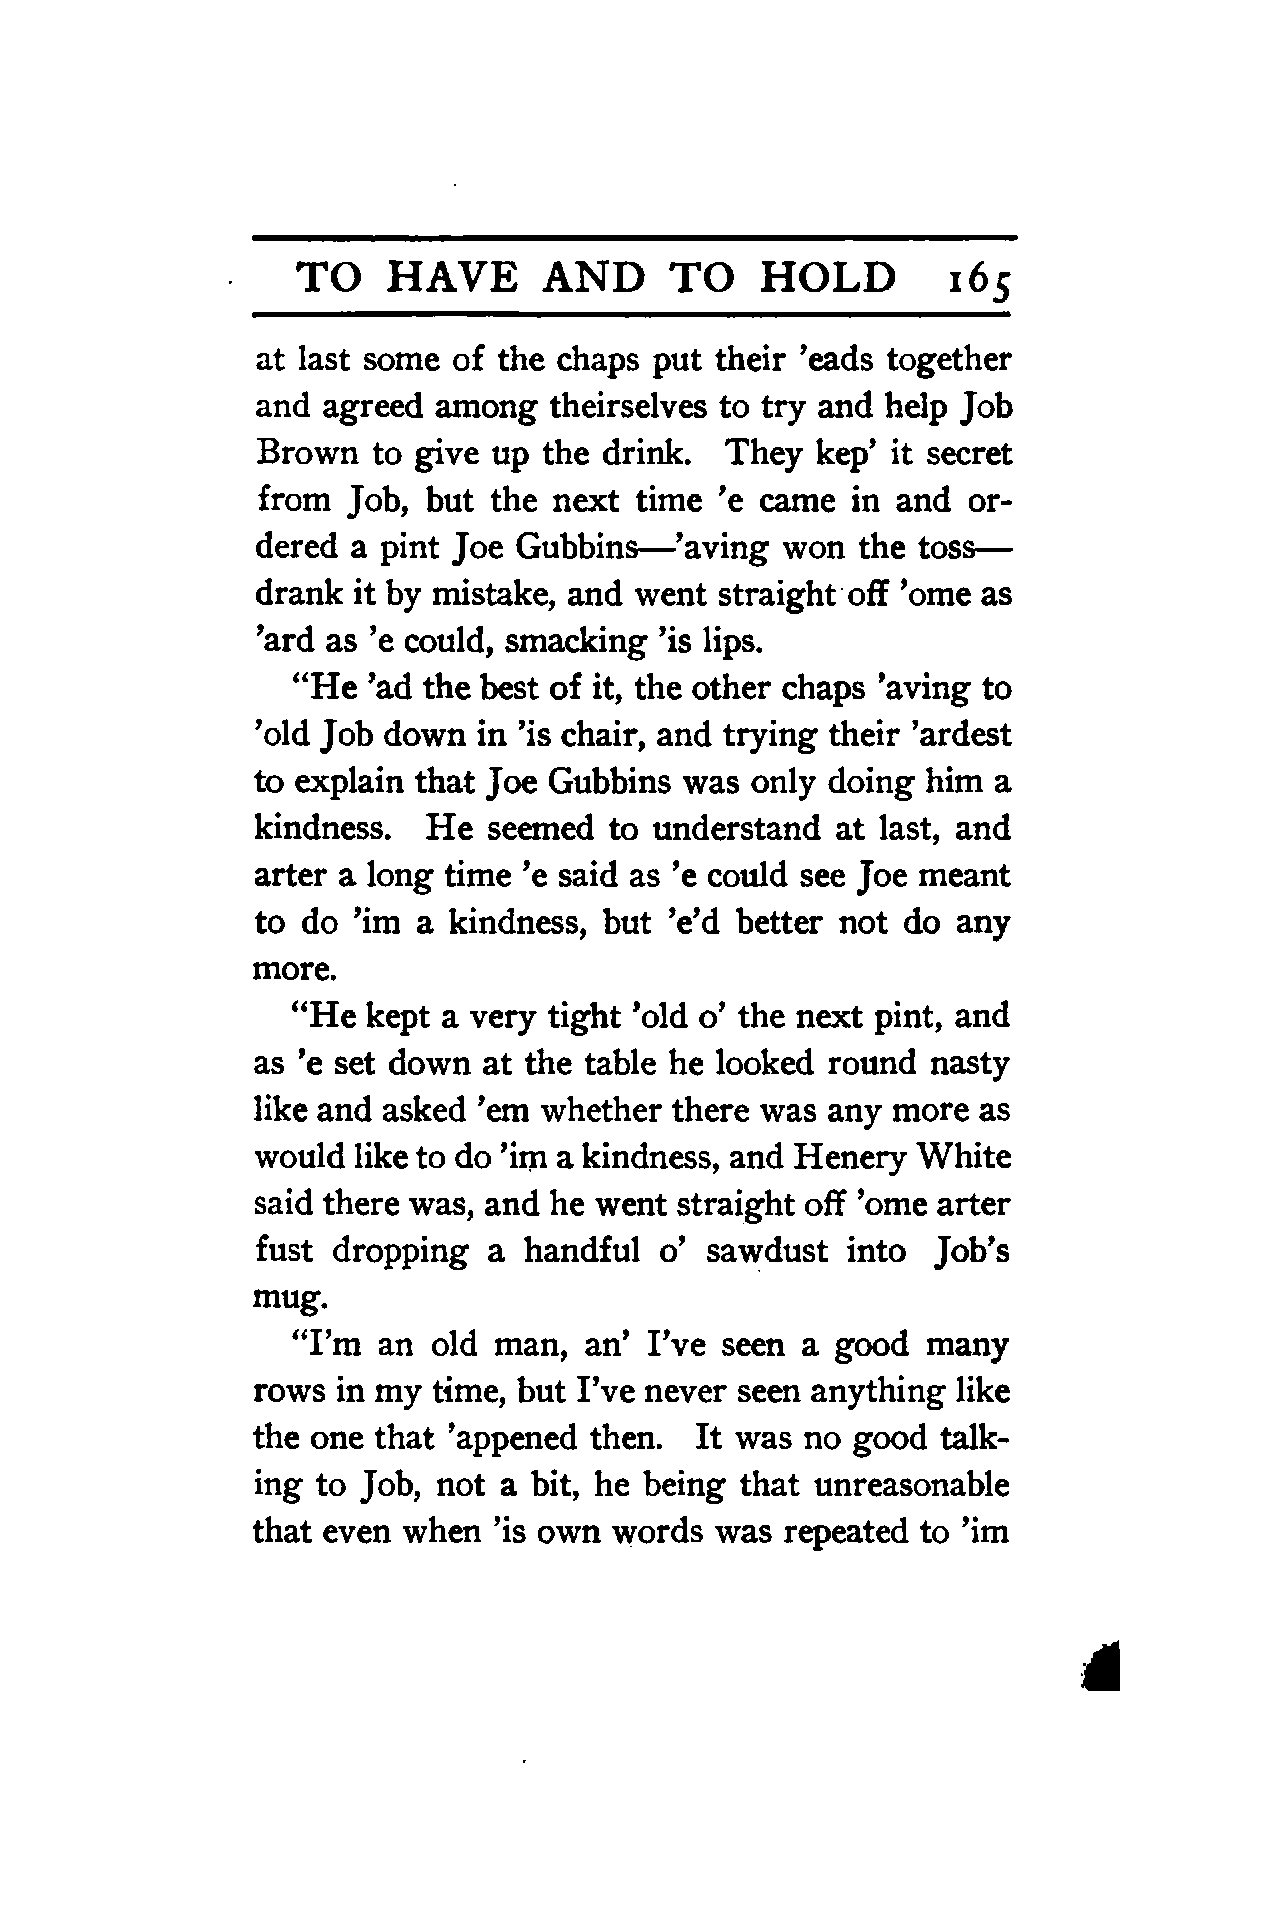 TO HAVE AND TO HOLD 165
at last some of the chaps put their ’eads together
and agreed among theirselves to try and help Job
Brown to give up the drink. They kep’ it secret
from Job, but the next time ’e came in and or-
dered a pint Joe Gubbins—’aving won the toss—
drank it by mistake, and went straight off ’ome as
’ard as ’e could, smacking ’is lips.
“He ’ad the best of it, the other chaps ’aving to
’old Job down in ’is chair, and trying their ’ardest
to explain that Joe Gubbins was only doing him a
kindness. He seemed to understand at last, and
arter a long time ’e said as ’e could see Joe meant
to do ’im a kindness, but ’e’d better not do any
more.
“He kept a very tight ’old o’ the next pint, and
as ’e set down at the table he looked round nasty
like and asked ’em whether there was any more as
would like to do ’im a kindness, and Henery White
said there was, and he went straight off ’ome arter
fust dropping a handful o’ sawdust into Job’s
mug.
“I’m an old man, an’ I’ve seen a good many
rows in my time, but I’ve never seen anything like
the one that ’appened then. It was no good talk-
ing to Job, not a bit, he being that unreasonable
that even when ’is own words was repeated to ’im